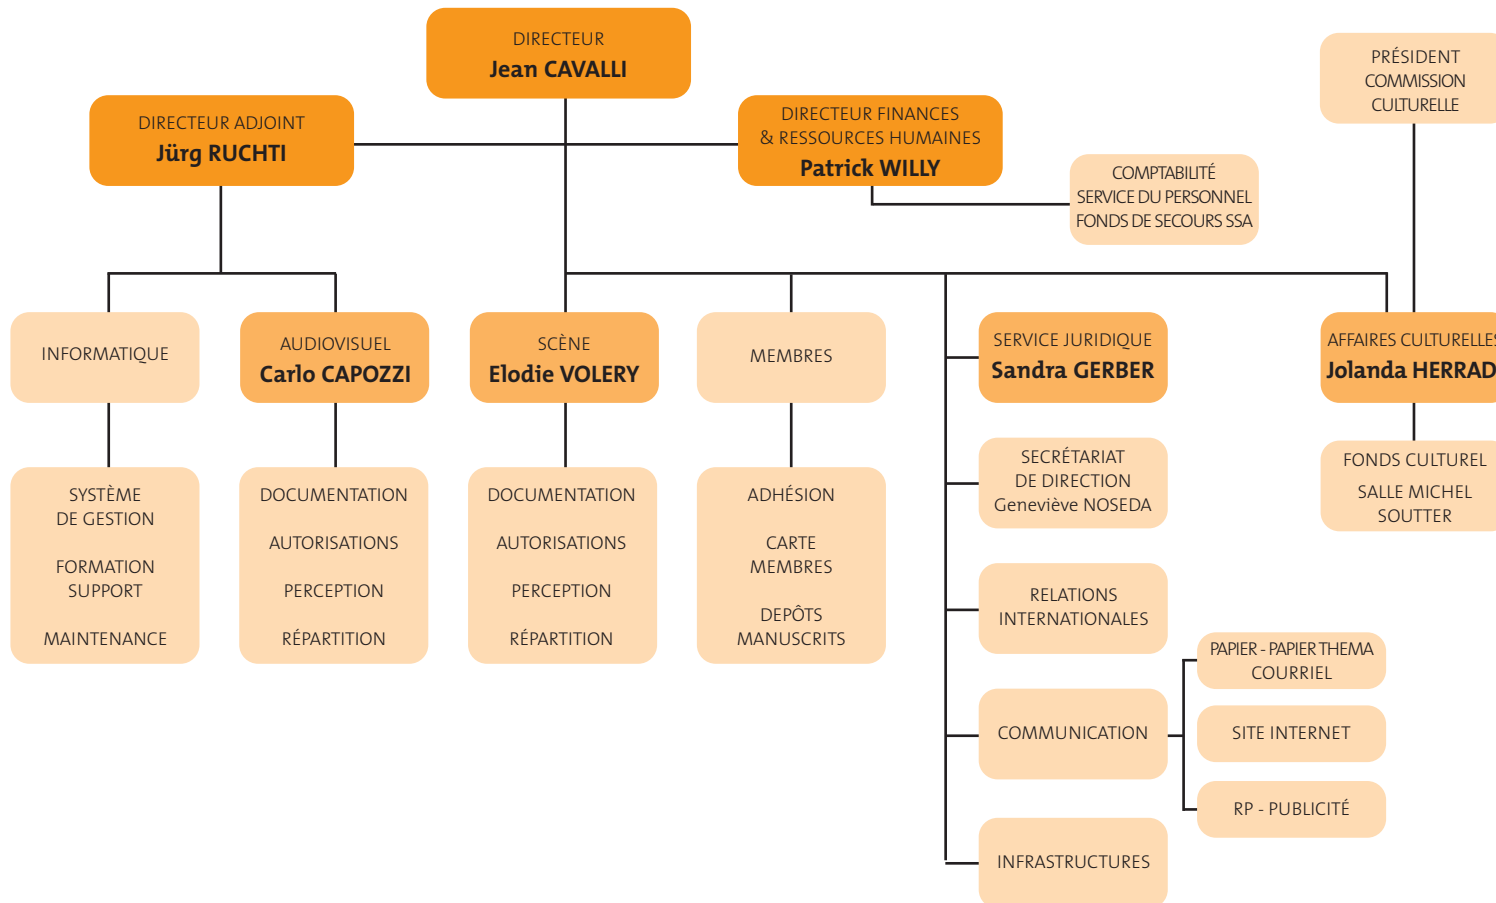 DIRECTEUR
Jean CAVALLI
PRÉSIDENT
COMMISSION
CULTURELLE
DIRECTEUR ADJOINT
Jürg RUCHTI
DIRECTEUR FINANCES
& RESSOURCES HUMAINES
Patrick WILLY
COMPTABILITÉ
SERVICE DU PERSONNEL
FONDS DE SECOURS SSA
INFORMATIQUE
AUDIOVISUEL
Carlo CAPOZZI
SCÈNE
Elodie VOLERY
MEMBRES
SERVICE JURIDIQUE
Sandra GERBER
AFFAIRES CULTURELLES
Jolanda HERRAD
SYSTÈME
DE GESTION
FORMATION
SUPPORT
MAINTENANCE
DOCUMENTATION
AUTORISATIONS
PERCEPTION
RÉPARTITION
DOCUMENTATION
AUTORISATIONS
PERCEPTION
RÉPARTITION
ADHÉSION
CARTE
MEMBRES
DEPÔTS
MANUSCRITS
SECRÉTARIAT
DE DIRECTION
Geneviève NOSEDA
FONDS CULTUREL
SALLE MICHEL
SOUTTER
RELATIONS
INTERNATIONALES
COMMUNICATION
PAPIER - PAPIER THEMA
COURRIEL
SITE INTERNET
RP - PUBLICITÉ
INFRASTRUCTURES